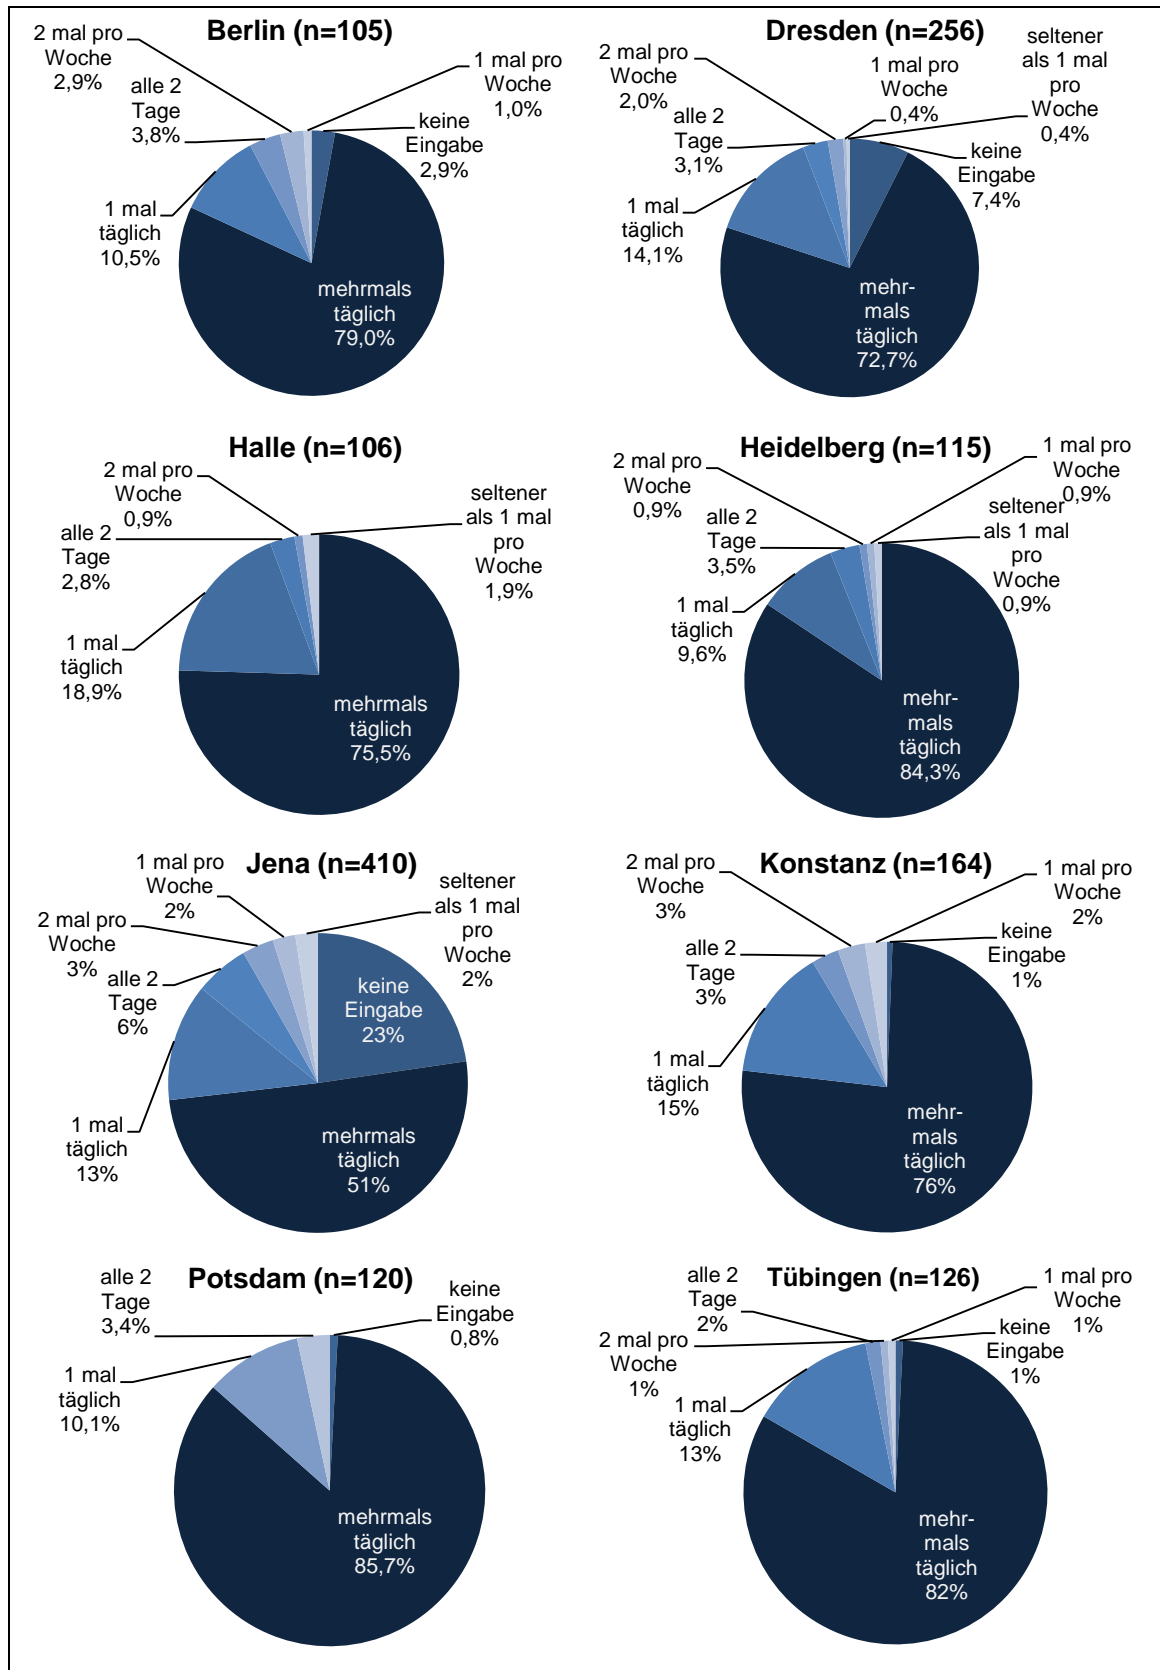 Berlin (n=105)
2 mal pro
Woche
2,9%
1 mal pro
Woche
1,0%
alle 2
Tage
3,8%
keine
Eingabe
2,9%
1 mal
täglich
10,5%
mehrmals
täglich
79,0%
Dresden (n=256)
2 mal pro
Woche
2,0%
1 mal pro
Woche
0,4%
seltener
als 1 mal
pro
Woche
0,4%
alle 2
Tage
3,1%
keine
Eingabe
7,4%
1 mal
täglich
14,1%
mehr-
mals
täglich
72,7%
Halle (n=106)
2 mal pro
Woche
0,9%
seltener
als 1 mal
pro
Woche
1,9%
alle 2
Tage
2,8%
1 mal
täglich
18,9%
mehrmals
täglich
75,5%
Heidelberg (n=115)
2 mal pro
Woche
0,9%
1 mal pro
Woche
0,9%
seltener
als 1 mal
pro
Woche
0,9%
alle 2
Tage
3,5%
1 mal
täglich
9,6%
mehr-
mals
täglich
84,3%
Jena (n=410)
1 mal pro
Woche
2%
seltener
als 1 mal
pro
Woche
2%
2 mal pro
Woche
3%
alle 2
Tage
6%
keine
Eingabe
23%
1 mal
täglich
13%
mehrmals
täglich
51%
Konstanz (n=164)
2 mal pro
Woche
3%
1 mal pro
Woche
2%
keine
Eingabe
1%
alle 2
Tage
3%
1 mal
täglich
15%
mehr-
mals
täglich
76%
Potsdam (n=120)
alle 2
Tage
3,4%
keine
Eingabe
0,8%
1 mal
täglich
10,1%
mehrmals
täglich
85,7%
Tübingen (n=126)
alle 2
Tage
2%
1 mal pro
Woche
1%
2 mal pro
Woche
1%
keine
Eingabe
1%
1 mal
täglich
13%
mehr-
mals
täglich
82%